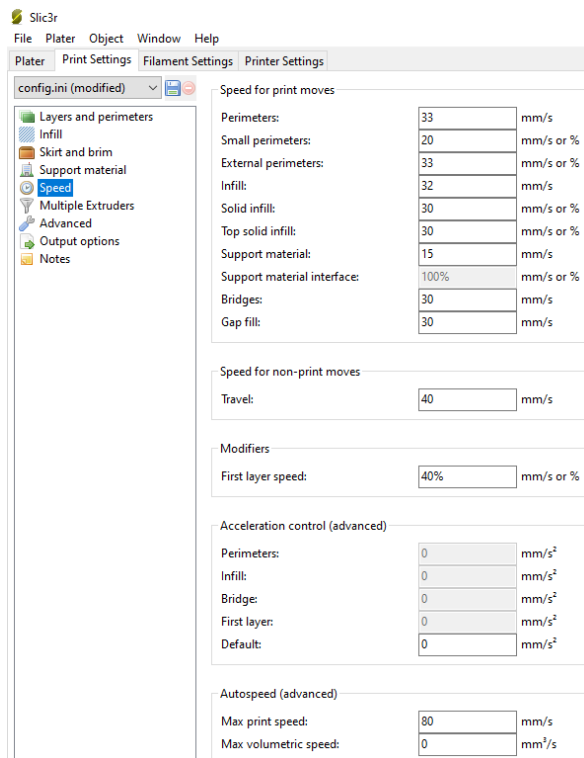 Slic3r
File Plater Object Window Help
Plater Print Settings Filament Settings Printer Settings
config.ini (modified)
Layers and perimeters
Infill
Skirt and brim
Support material
Speed
Multiple Extruders
Advanced
Output options
Notes
Speed for print moves
Perimeters: 33 mm/s
Small perimeters: 20 mm/s or %
External perimeters: 33 mm/s or %
Infill: 32 mm/s
Solid infill: 30 mm/s or %
Top solid infill: 30 mm/s or %
Support material: 15 mm/s
Support material interface: 100% mm/s or %
Bridges: 30 mm/s
Gap fill: 30 mm/s
Speed for non-print moves
Travel: 40 mm/s
Modifiers
First layer speed: 40% mm/s or %
Acceleration control (advanced)
Perimeters: 0 mm/s²
Infill: 0 mm/s²
Bridge: 0 mm/s²
First layer: 0 mm/s²
Default: 0 mm/s²
Autospeed (advanced)
Max print speed: 80 mm/s
Max volumetric speed: 0 mm³/s